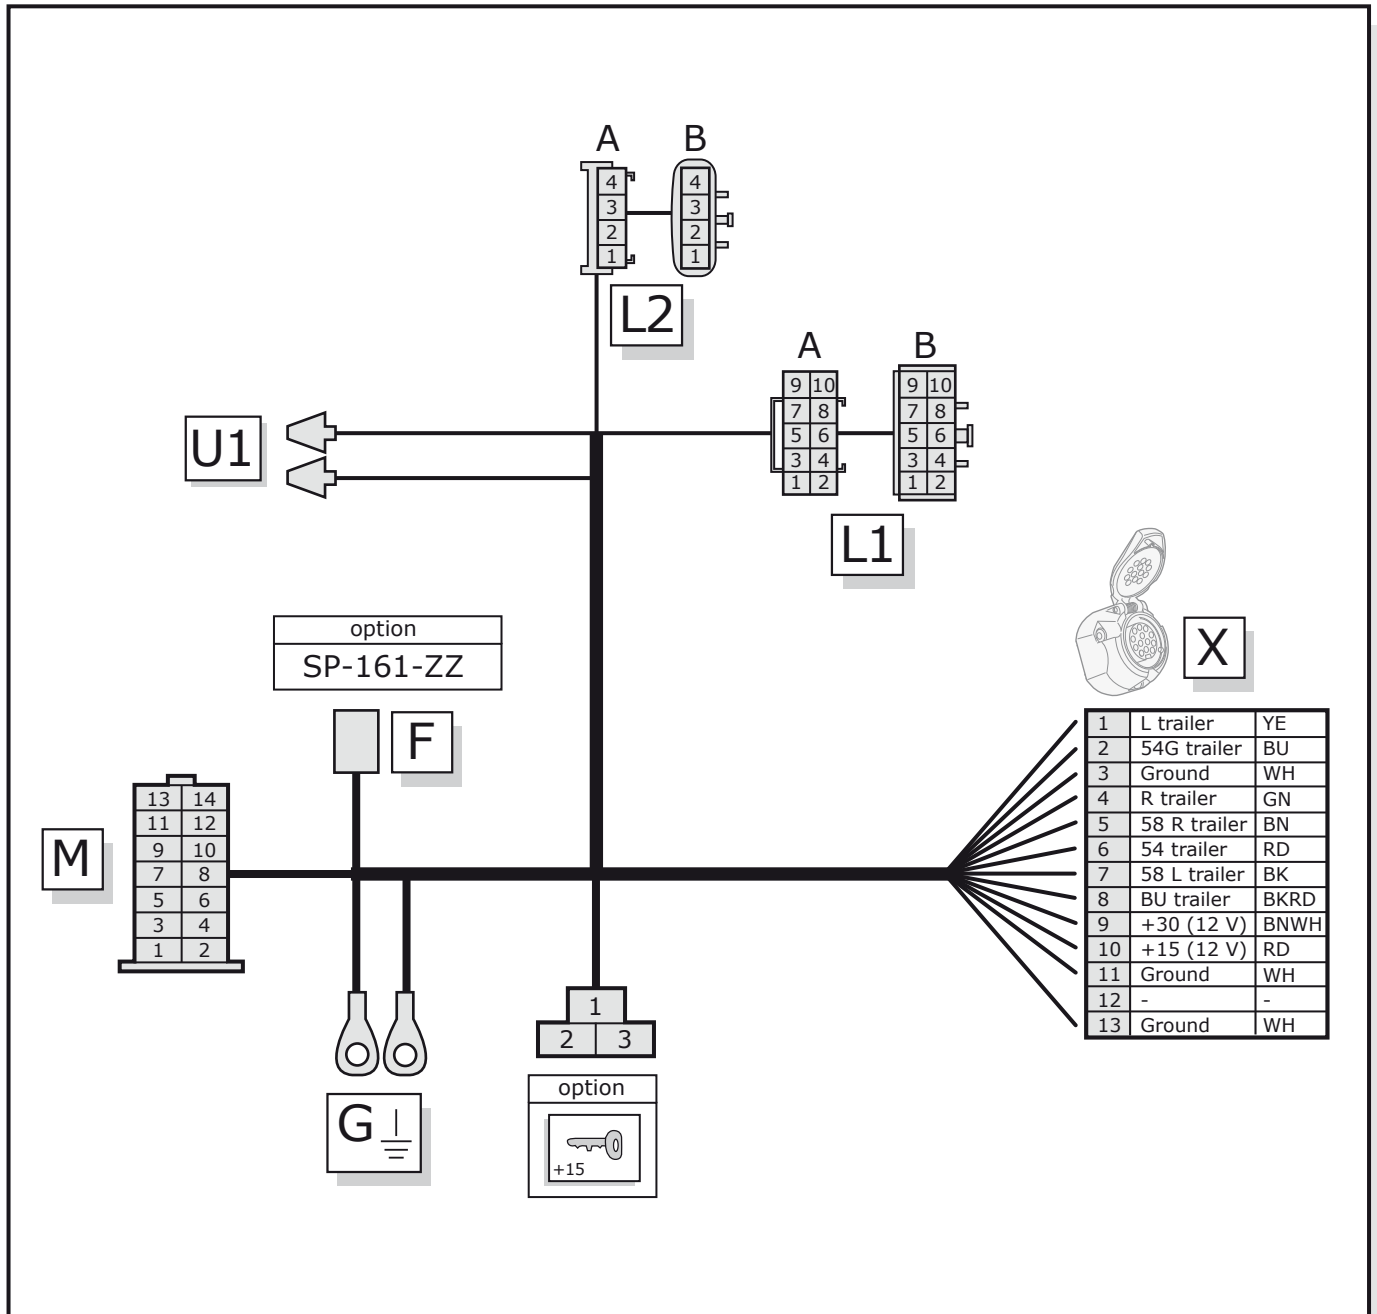 A B
4 4
3 3
2 2
1 1
L2
A B
9 10 9 10
7 8 7 8
5 6 5 6
3 4 3 4
1 2 1 2
U1
L1
option
SP-161-ZZ
X
F
1 L trailer YE
2 54G trailer BU
3 Ground WH
4 R trailer GN
5 58 R trailer BN
6 54 trailer RD
7 58 L trailer BK
8 BU trailer BKRD
9 +30 (12 V) BNWH
10 +15 (12 V) RD
11 Ground WH
12 - -
13 Ground WH
M
13 14
11 12
9 10
7 8
5 6
3 4
1 2
1
2 3
G
option
+15